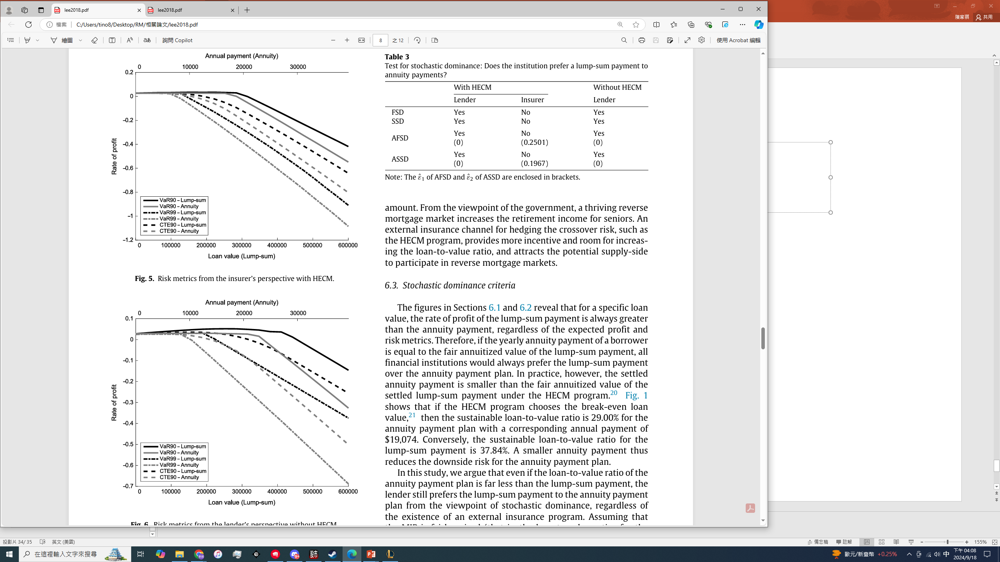 lee2018.pdf
lee2018.pdf
陳家祺
共用
檔案
C:/Users/tino8/Desktop/RM/相關論文/lee2018.pdf
繪圖
aあ
詢問 Copilot
8
之 12
使用 Acrobat 編輯
Annual payment (Annuity)
0 10000 20000 30000
0.2
0
−0.2
−0.4
−0.6
−0.8
−1
−1.2
Rate of profit
VaR90 – Lump–sum
VaR90 – Annuity
VaR99 – Lump–sum
VaR99 – Annuity
CTE90 – Lump–sum
CTE90 – Annuity
0 100000 200000 300000 400000 500000 600000
Loan value (Lump–sum)
Fig. 5. Risk metrics from the insurer's perspective with HECM.
Annual payment (Annuity)
0 10000 20000 30000
0.1
0
−0.1
−0.2
−0.3
−0.4
−0.5
−0.6
−0.7
Rate of profit
VaR90 – Lump–sum
VaR90 – Annuity
VaR99 – Lump–sum
VaR99 – Annuity
CTE90 – Lump–sum
CTE90 – Annuity
0 100000 200000 300000 400000 500000 600000
Loan value (Lump–sum)
Fig. 6. Risk metrics from the lender's perspective without HECM.
Table 3
Test for stochastic dominance: Does the institution prefer a lump-sum payment to
annuity payments?
With HECM Without HECM
Lender Insurer Lender
FSD Yes No Yes
SSD Yes No Yes
AFSD Yes No Yes
(0) (0.2501) (0)
ASSD Yes No Yes
(0) (0.1967) (0)
Note: The ε̂1 of AFSD and ε̂2 of ASSD are enclosed in brackets.
amount. From the viewpoint of the government, a thriving reverse
mortgage market increases the retirement income for seniors. An
external insurance channel for hedging the crossover risk, such as
the HECM program, provides more incentive and room for increas-
ing the loan-to-value ratio, and attracts the potential supply-side
to participate in reverse mortgage markets.
6.3. Stochastic dominance criteria
The figures in Sections 6.1 and 6.2 reveal that for a specific loan
value, the rate of profit of the lump-sum payment is always greater
than the annuity payment, regardless of the expected profit and
risk metrics. Therefore, if the yearly annuity payment of a borrower
is equal to the fair annuitized value of the lump-sum payment, all
financial institutions would always prefer the lump-sum payment
over the annuity payment plan. In practice, however, the settled
annuity payment is smaller than the fair annuitized value of the
settled lump-sum payment under the HECM program.20 Fig. 1
shows that if the HECM program chooses the break-even loan
value,21 then the sustainable loan-to-value ratio is 29.00% for the
annuity payment plan with a corresponding annual payment of
$19,074. Conversely, the sustainable loan-to-value ratio for the
lump-sum payment is 37.84%. A smaller annuity payment thus
reduces the downside risk for the annuity payment plan.
In this study, we argue that even if the loan-to-value ratio of the
annuity payment plan is far less than the lump-sum payment, the
lender still prefers the lump-sum payment to the annuity payment
plan from the viewpoint of stochastic dominance, regardless of
the existence of an external insurance program. Assuming that
投影片 34/ 35
英文 (美國)
備忘稿
註解
155%
在這裡輸入文字來搜尋
9+
股市
歐元/新臺幣 +0.25%
中
下午 04:08
2024/9/18